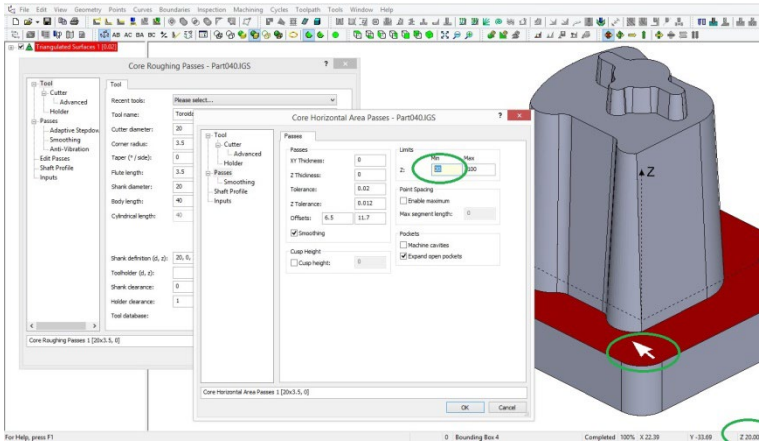 File Edit View Geometry Points Curves Boundaries Inspection Machining Cycles Toolpath Tools Window Help
AB AC BA BC
Triangulated Surfaces 1 [0.02]
Core Roughing Passes - Part040.IGS
? x
Tool
Cutter
Advanced
Holder
Passes
Adaptive Stepdow
Smoothing
Anti-Vibration
Edit Passes
Shaft Profile
Inputs
Tool
Recent tools: Please select...
Tool name: Toroida
Cutter diameter: 20
Corner radius: 3.5
Taper (° / side): 0
Flute length: 3.5
Shank diameter: 20
Body length: 40
Cylindrical length: 40
Shank definition (d, z): 20, 0,
Toolholder (d, z):
Shank clearance: 0
Holder clearance: 1
Tool database:
Core Roughing Passes 1 [20x3.5, 0]
Core Horizontal Area Passes - Part040.IGS
? x
Tool
Cutter
Advanced
Holder
Passes
Smoothing
Shaft Profile
Inputs
Passes
Passes
XY Thickness: 0
Z Thickness: 0
Tolerance: 0.02
Z Tolerance: 0.012
Offsets: 6.5 11.7
Smoothing
Cusp Height
Cusp height: 0
Limits
Min Max
Z: 20 100
Point Spacing
Enable maximum
Max segment length: 0
Pockets
Machine cavities
Expand open pockets
Core Horizontal Area Passes 1 [20x3.5, 0]
OK Cancel
Z
For Help, press F1
0 Bounding Box 4 Completed 100% X 22.39 Y -33.69 Z 20.00